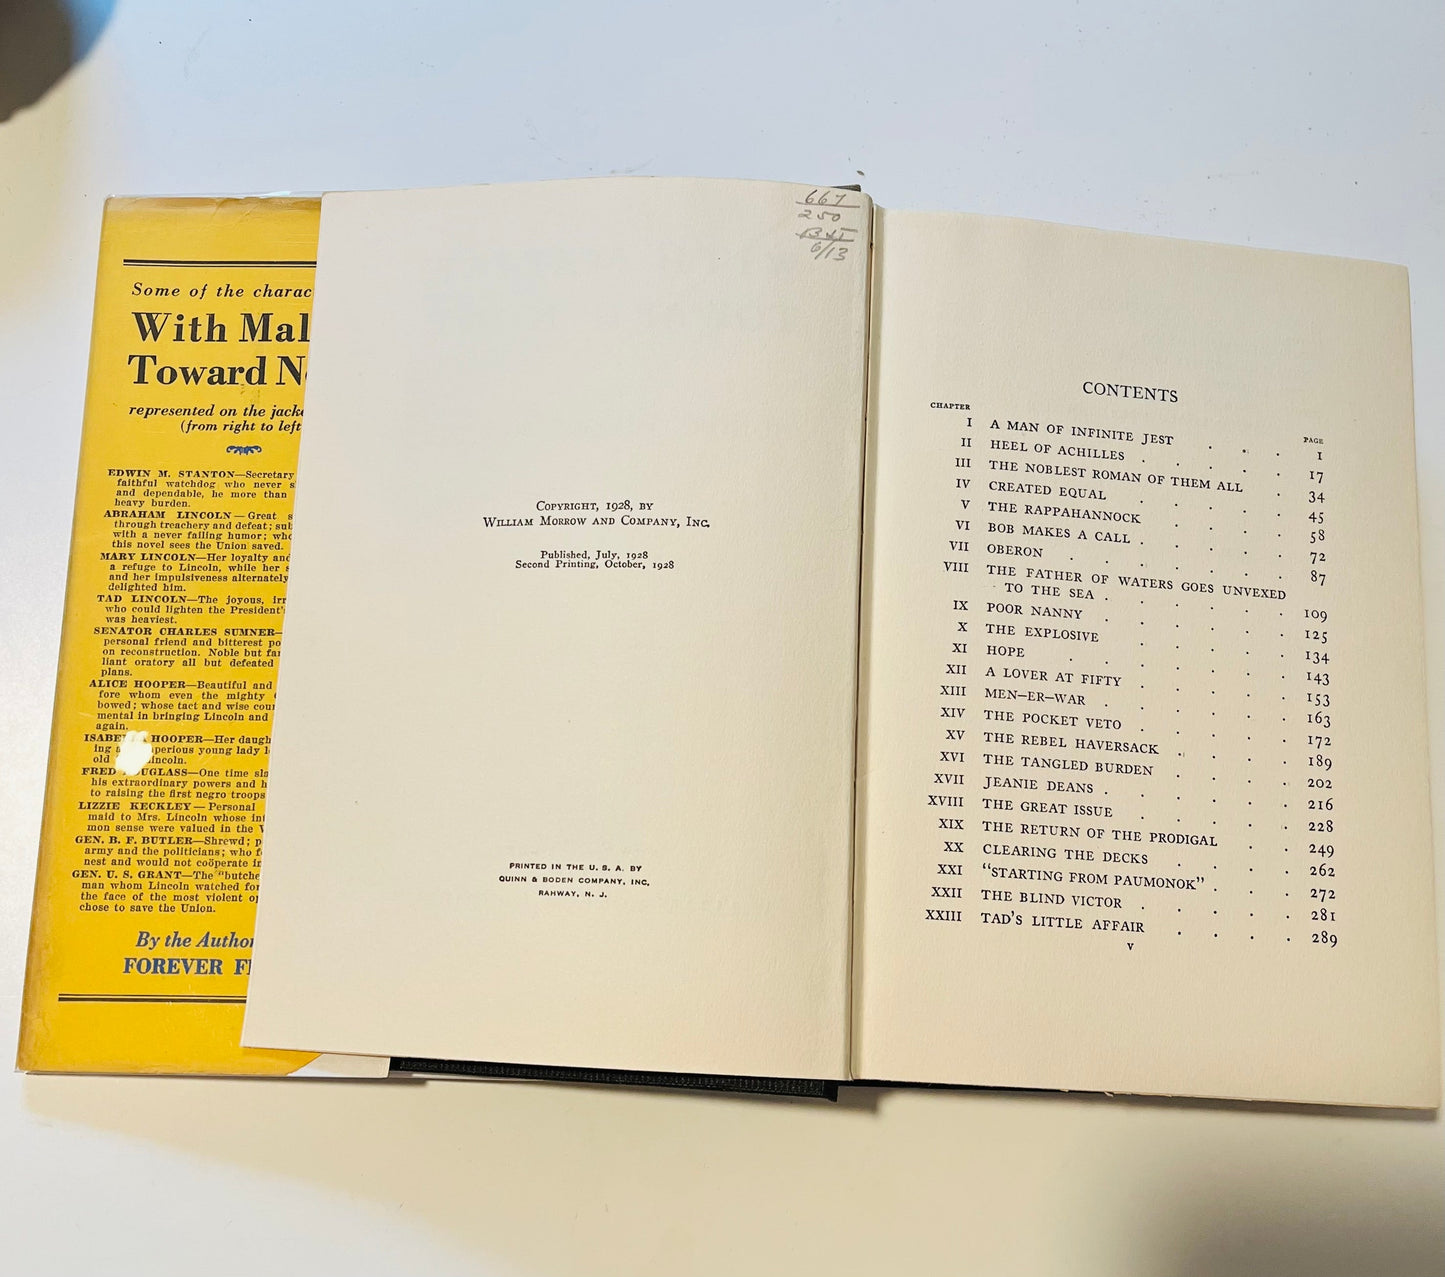 Some of the charac
With Mal
Toward N
represented on the jacke
(from right to left
EDWIN M. STANTON—Secretary
faithful watchdog who never s
and dependable, he more than
heavy burden.
ABRAHAM LINCOLN—Great s
through treachery and defeat; sus
with a never failing humor; who
this novel sees the Union saved.
MARY LINCOLN—Her loyalty and
a refuge to Lincoln, while her s
and her impulsiveness alternately
delighted him.
TAD LINCOLN—The joyous, irr
who could lighten the President's
was heaviest.
SENATOR CHARLES SUMNER—
personal friend and bitterest po
on reconstruction. Noble but fan
liant oratory all but defeated
plans.
ALICE HOOPER—Beautiful and
fore whom even the mighty
bowed; whose tact and wise coun
mental in bringing Lincoln and
again.
ISABE HOOPER—Her daugh
ing a perious young lady l
old incoln.
FRED UGLASS—One time sla
his extraordinary powers and h
to raising the first negro troops
LIZZIE KECKLEY—Personal
maid to Mrs. Lincoln whose int
mon sense were valued in the W
GEN. B. F. BUTLER—Shrewd; p
army and the politicians; who f
nest and would not coöperate in
GEN. U. S. GRANT—The "butche
man whom Lincoln watched for
the face of the most violent op
chose to save the Union.
By the Author
FOREVER F
667
250
6/13
COPYRIGHT, 1928, BY
WILLIAM MORROW AND COMPANY, INC.
Published, July, 1928
Second Printing, October, 1928
PRINTED IN THE U. S. A. BY
QUINN & BODEN COMPANY, INC.
RAHWAY, N. J.
CONTENTS
CHAPTER PAGE
I A MAN OF INFINITE JEST . . . 1
II HEEL OF ACHILLES . . . . . 17
III THE NOBLEST ROMAN OF THEM ALL . 34
IV CREATED EQUAL . . . . . 45
V THE RAPPAHANNOCK . . . . 58
VI BOB MAKES A CALL . . . . . 72
VII OBERON . . . . . . . 87
VIII THE FATHER OF WATERS GOES UNVEXED
TO THE SEA . . . . . . 109
IX POOR NANNY . . . . . . 125
X THE EXPLOSIVE . . . . . 134
XI HOPE . . . . . . . 143
XII A LOVER AT FIFTY . . . . . 153
XIII MEN-ER-WAR . . . . . . 163
XIV THE POCKET VETO . . . . . 172
XV THE REBEL HAVERSACK . . . . 189
XVI THE TANGLED BURDEN . . . . 202
XVII JEANIE DEANS . . . . . . 216
XVIII THE GREAT ISSUE . . . . . 228
XIX THE RETURN OF THE PRODIGAL . . . 249
XX CLEARING THE DECKS . . . . 262
XXI "STARTING FROM PAUMONOK" . . . 272
XXII THE BLIND VICTOR . . . . . 281
XXIII TAD'S LITTLE AFFAIR . . . . 289
v